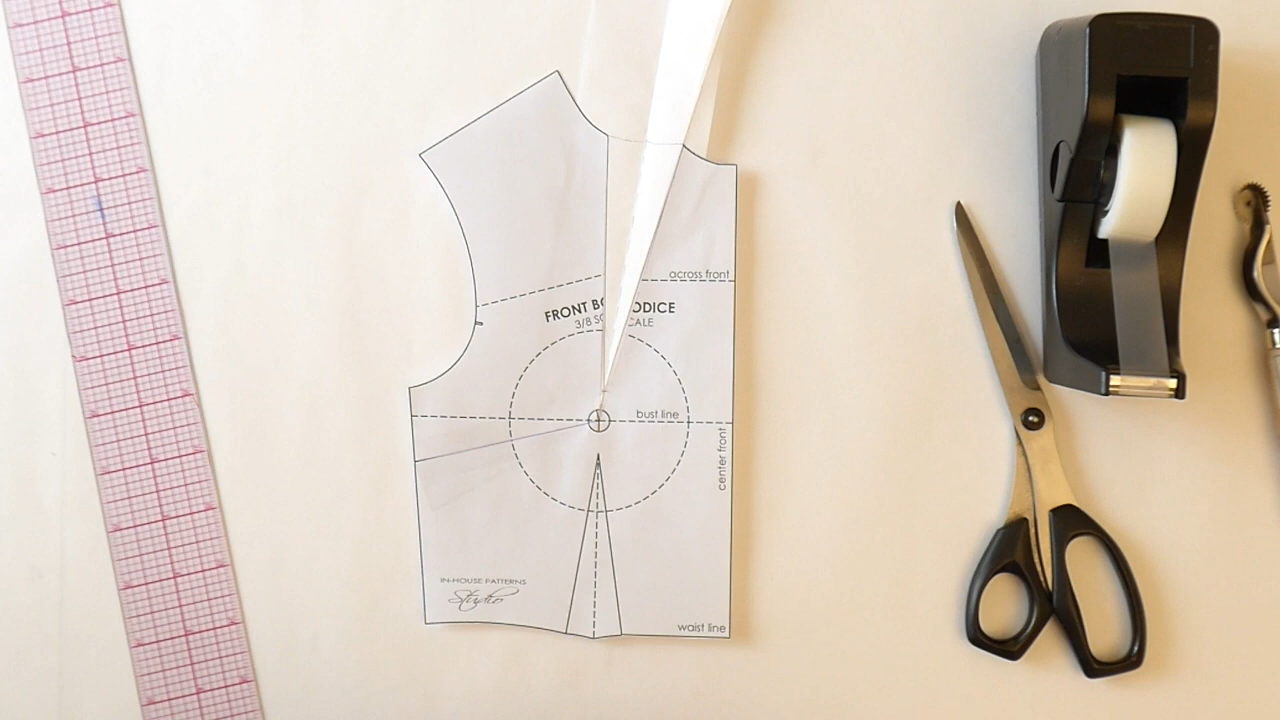 across front
FRONT BO ODICE
3/8 SC CALE
bust line
center front
IN-HOUSE PATTERNS
Studio
waist line